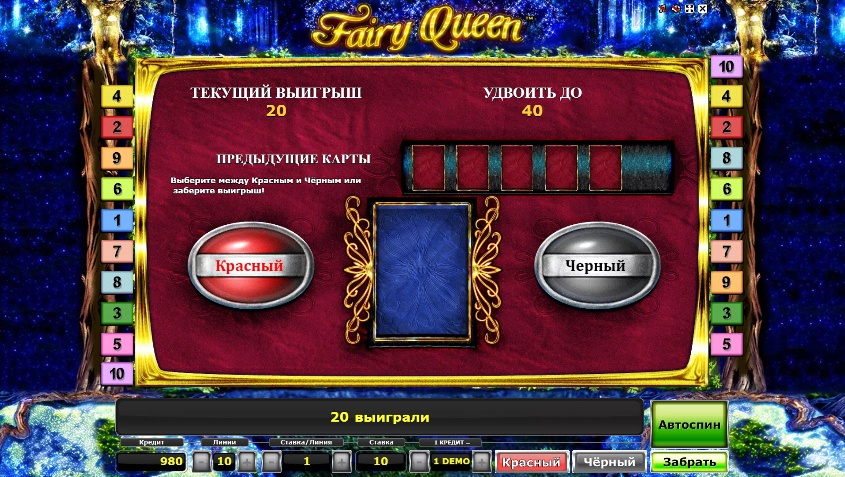 Fairy Queen™
ТЕКУЩИЙ ВЫИГРЫШ
20
УДВОИТЬ ДО
40
ПРЕДЫДУЩИЕ КАРТЫ
Выберите между Красным и Чёрным или
заберите выигрыш!
Красный
Черный
4
2
9
6
1
7
8
3
5
10
10
4
2
8
6
1
7
9
3
5
20 выиграли
Автоспин
Кредит
Линии
Ставка/Линия
Ставка
1 КРЕДИТ =
980
- 10 +
- 1 +
10
- 1 DEMO +
Красный
Чёрный
Забрать